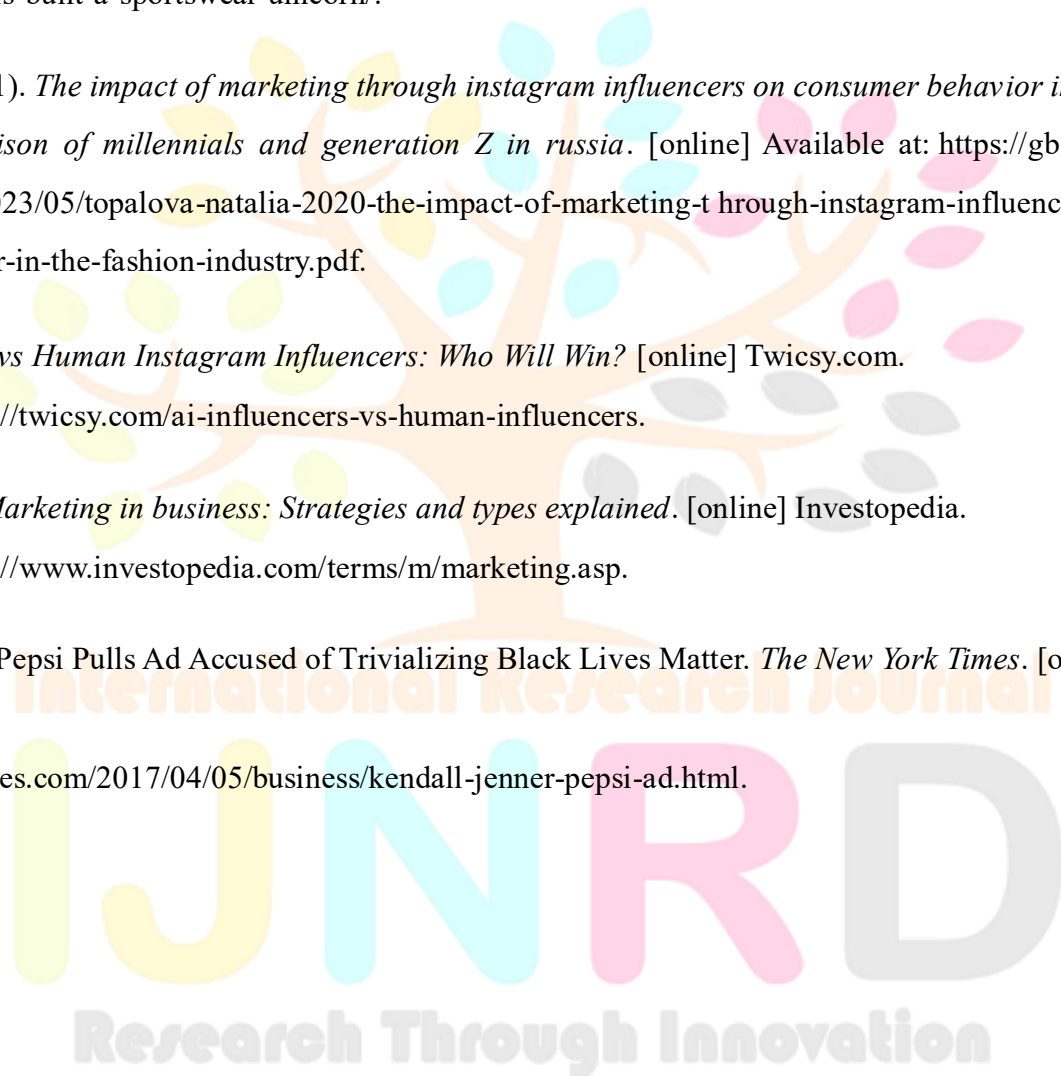 s built a sportswear unicorn/.
1). The impact of marketing through instagram influencers on consumer behavior i
ison of millennials and generation Z in russia. [online] Available at: https://gb
023/05/topalova-natalia-2020-the-impact-of-marketing-t hrough-instagram-influenc
r-in-the-fashion-industry.pdf.
vs Human Instagram Influencers: Who Will Win? [online] Twicsy.com.
//twicsy.com/ai-influencers-vs-human-influencers.
Marketing in business: Strategies and types explained. [online] Investopedia.
//www.investopedia.com/terms/m/marketing.asp.
Pepsi Pulls Ad Accused of Trivializing Black Lives Matter. The New York Times. [o
International Research Journal
es.com/2017/04/05/business/kendall-jenner-pepsi-ad.html.
IJNRD
Research Through Innovation